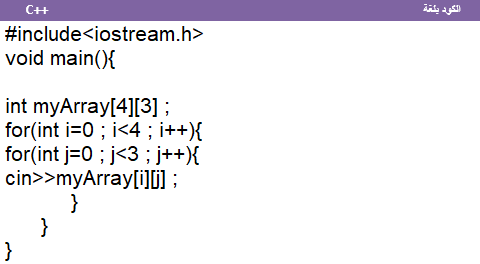 C++ الكود بلغة
#include<iostream.h>
void main(){
int myArray[4][3] ;
for(int i=0 ; i<4 ; i++){
for(int j=0 ; j<3 ; j++){
cin>>myArray[i][j] ;
}
}
}